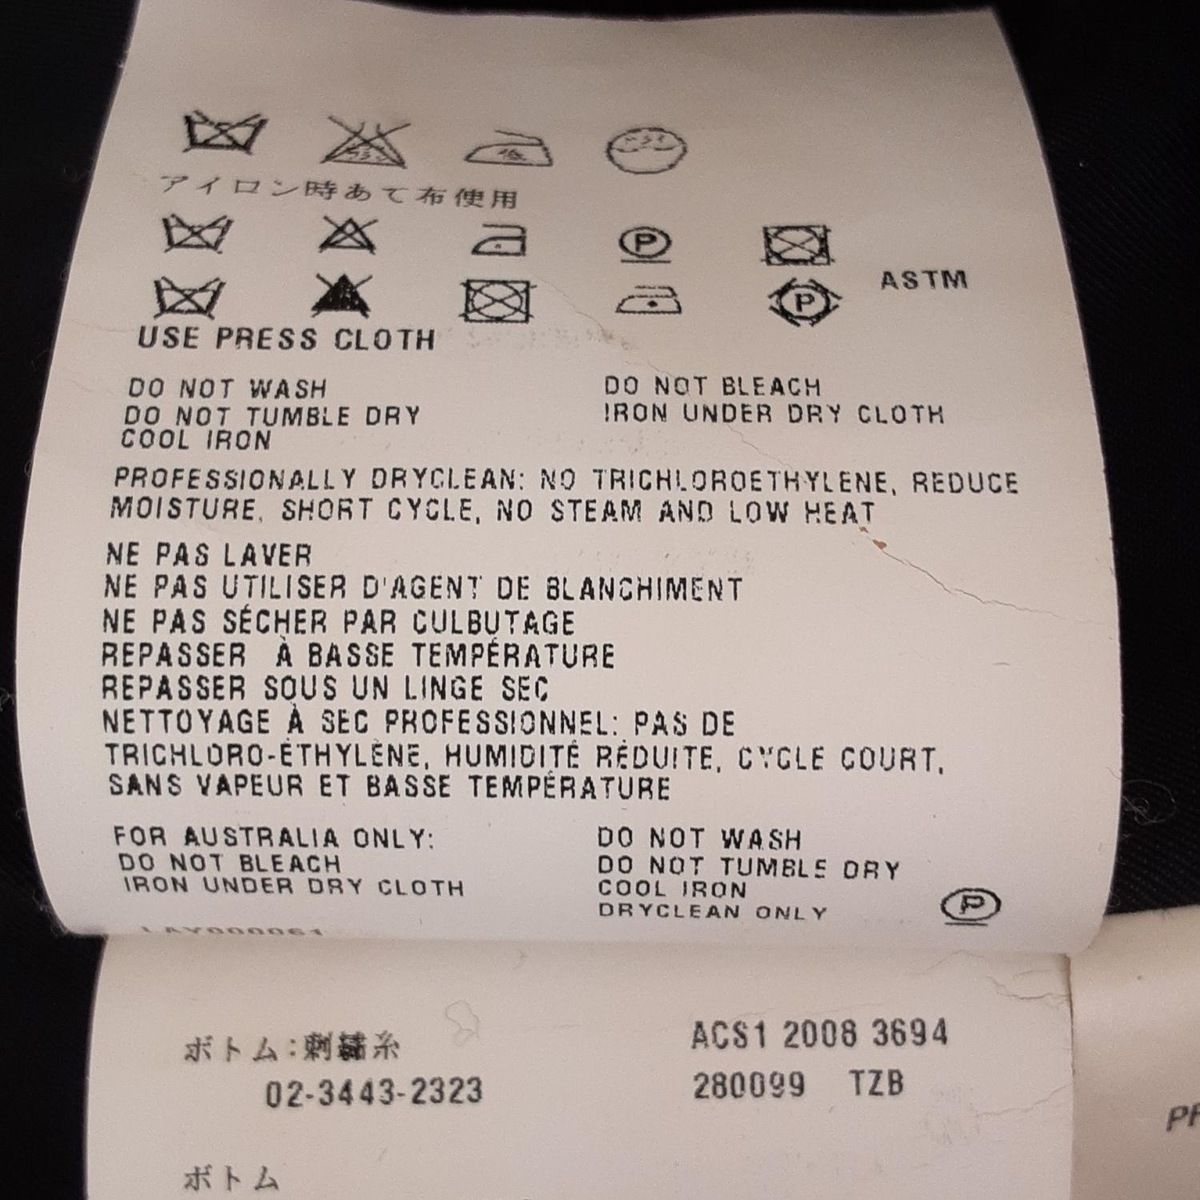 低
アイロン時あて布使用
P
P
ASTM
USE PRESS CLOTH
DO NOT WASH DO NOT BLEACH
DO NOT TUMBLE DRY IRON UNDER DRY CLOTH
COOL IRON
PROFESSIONALLY DRYCLEAN: NO TRICHLOROETHYLENE, REDUCE
MOISTURE, SHORT CYCLE, NO STEAM AND LOW HEAT
NE PAS LAVER
NE PAS UTILISER D'AGENT DE BLANCHIMENT
NE PAS SÉCHER PAR CULBUTAGE
REPASSER À BASSE TEMPÉRATURE
REPASSER SOUS UN LINGE SEC
NETTOYAGE À SEC PROFESSIONNEL: PAS DE
TRICHLORO-ÉTHYLÈNE, HUMIDITÉ RÉDUITE, CYCLE COURT,
SANS VAPEUR ET BASSE TEMPÉRATURE
FOR AUSTRALIA ONLY: DO NOT WASH
DO NOT BLEACH DO NOT TUMBLE DRY
IRON UNDER DRY CLOTH COOL IRON
DRYCLEAN ONLY P
ボトム:刺繍糸 ACS1 2008 3694
02-3443-2323 280099 TZB
ボトム